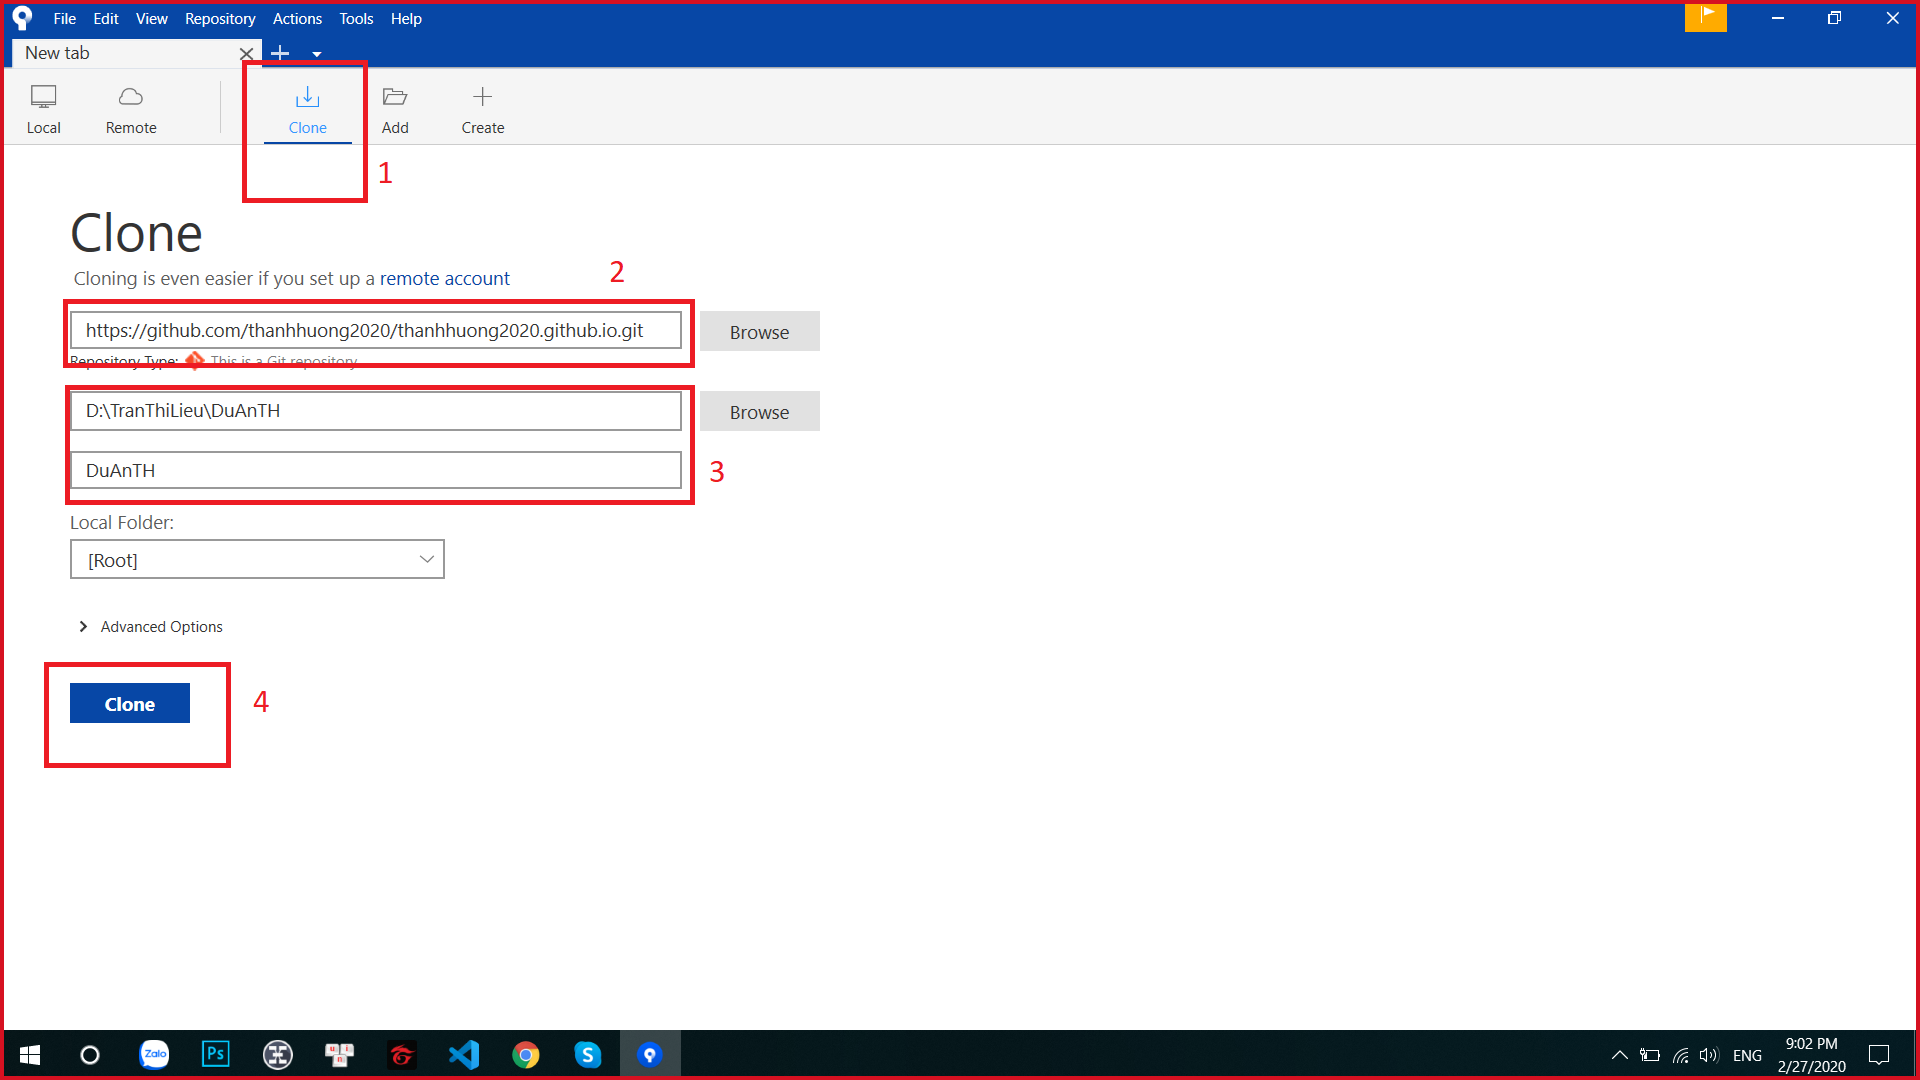 File Edit View Repository Actions Tools Help
New tab
Local Remote Clone Add Create
1
Clone
Cloning is even easier if you set up a remote account
2
https://github.com/thanhhuong2020/thanhhuong2020.github.io.git Browse
Repository Type: This is a Git repository
D:\TranThiLieu\DuAnTH Browse
DuAnTH
3
Local Folder:
[Root]
Advanced Options
Clone
4
Zalo Ps u i n S ENG 9:02 PM
2/27/2020